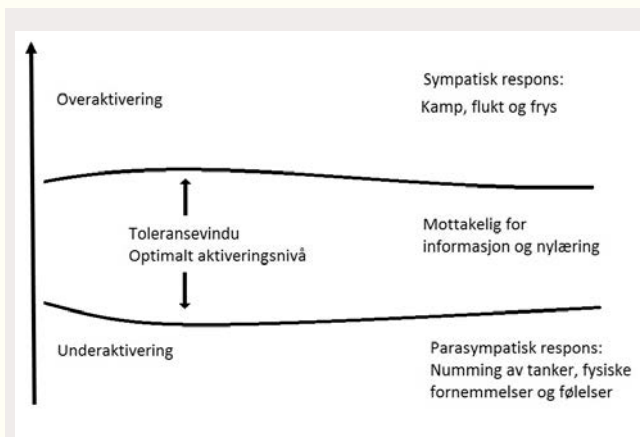 Overaktivering
Sympatisk respons:
Kamp, flukt og frys
Toleransevindu
Optimalt aktiveringsnivå
Mottakelig for
informasjon og nylæring
Underaktivering
Parasympatisk respons:
Numming av tanker, fysiske
fornemmelser og følelser